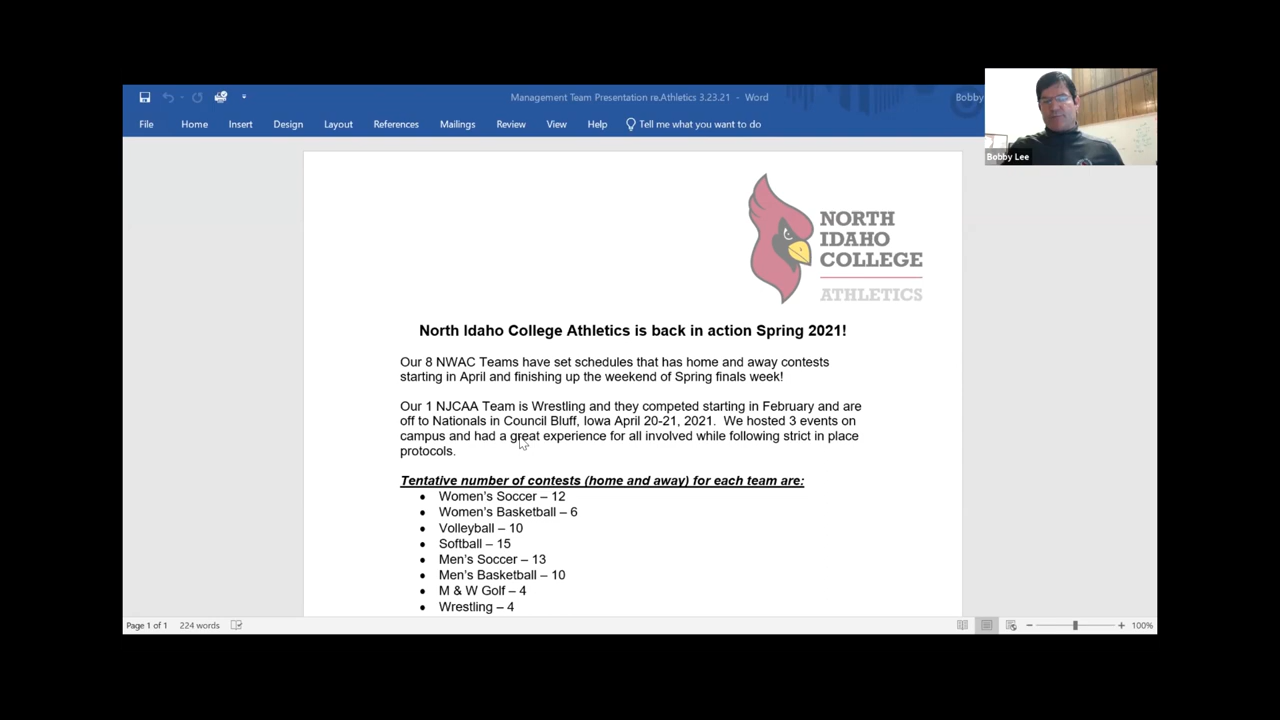 Management Team Presentation re.Athletics 3.23.21 - Word
Bobby
File Home Insert Design Layout References Mailings Review View Help Tell me what you want to do
Bobby Lee
NORTH
IDAHO
COLLEGE
ATHLETICS
North Idaho College Athletics is back in action Spring 2021!
Our 8 NWAC Teams have set schedules that has home and away contests
starting in April and finishing up the weekend of Spring finals week!
Our 1 NJCAA Team is Wrestling and they competed starting in February and are
off to Nationals in Council Bluff, Iowa April 20-21, 2021.  We hosted 3 events on
campus and had a great experience for all involved while following strict in place
protocols.
Tentative number of contests (home and away) for each team are:
• Women's Soccer – 12
• Women's Basketball – 6
• Volleyball – 10
• Softball – 15
• Men's Soccer – 13
• Men's Basketball – 10
• M & W Golf – 4
• Wrestling – 4
Page 1 of 1 224 words 100%